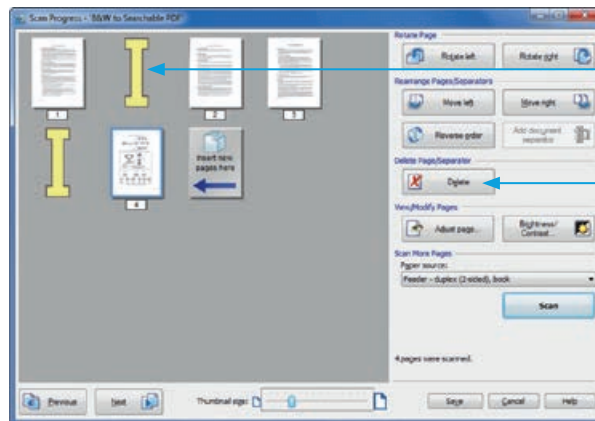 Scan Progress - 'B&W to Searchable PDF'
1
2
3
4
Insert new
pages here
Rotate Page
Rotate left
Rotate right
Rearrange Pages/Separators
Move left
Move right
Reverse order
Add document
separator
Delete Page/Separator
Delete
View/Modify Pages
Adjust page...
Brightness/
Contrast...
Scan More Pages
Paper source:
Feeder - duplex (2-sided), book
Scan
4 pages were scanned.
Previous
Next
Thumbnail size:
Save
Cancel
Help